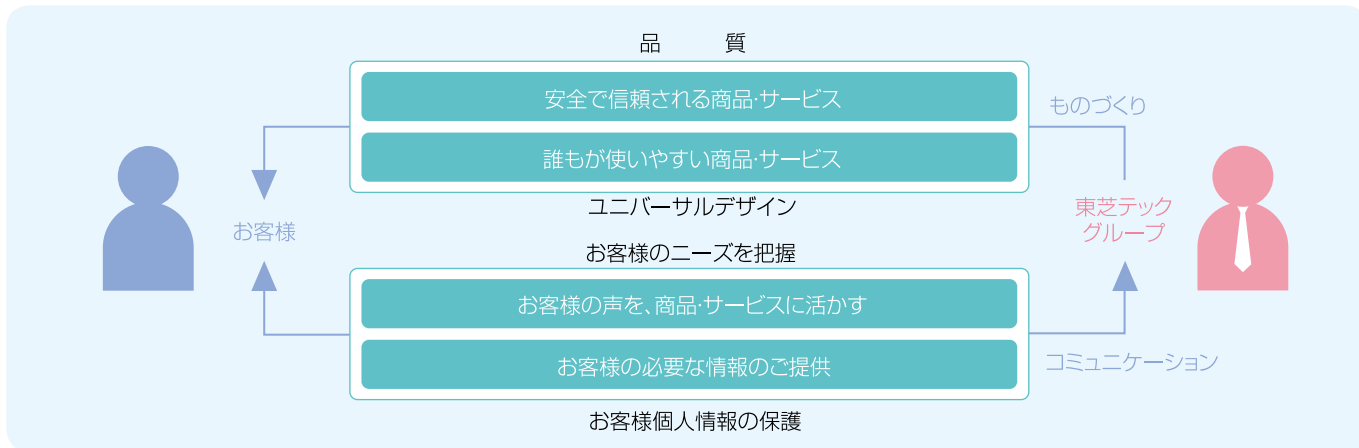 品　質
安全で信頼される商品・サービス
誰もが使いやすい商品・サービス
ユニバーサルデザイン
ものづくり
お客様
東芝テック
グループ
お客様のニーズを把握
お客様の声を、商品・サービスに活かす
お客様の必要な情報のご提供
お客様個人情報の保護
コミュニケーション